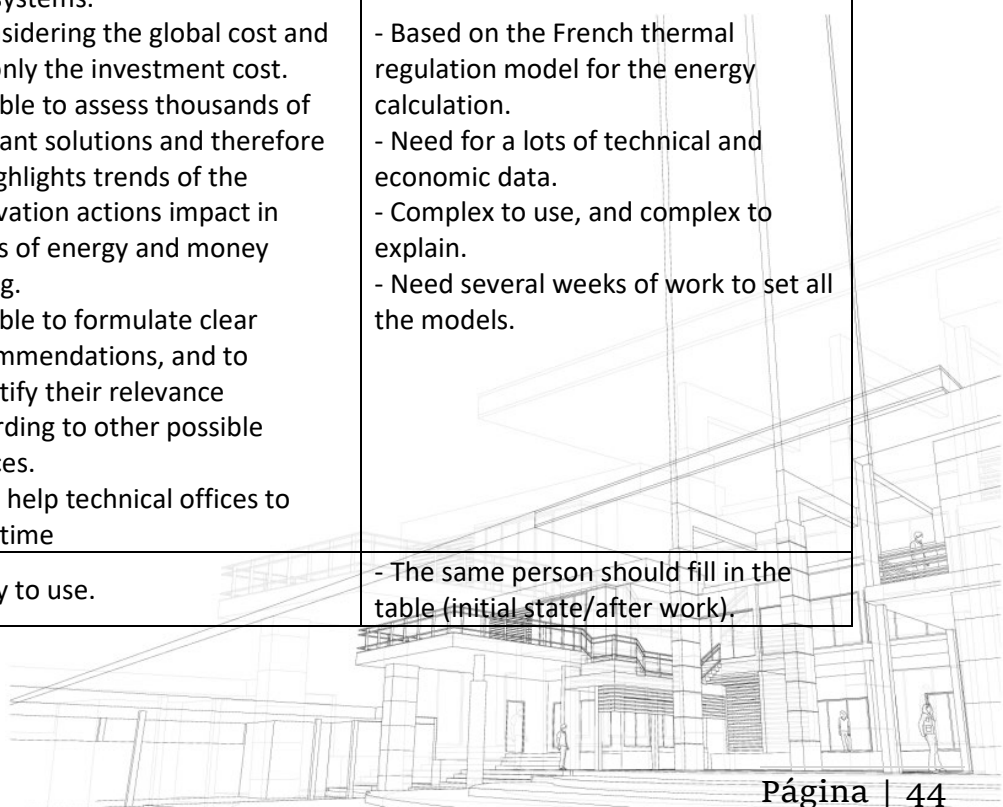 systems.
sidering the global cost and
only the investment cost.
ble to assess thousands of
ant solutions and therefore
ghlights trends of the
vation actions impact in
s of energy and money
g.
ble to formulate clear
mmendations, and to
tify their relevance
rding to other possible
ces.
help technical offices to
time
- Based on the French thermal
regulation model for the energy
calculation.
- Need for a lots of technical and
economic data.
- Complex to use, and complex to
explain.
- Need several weeks of work to set all
the models.
y to use.
- The same person should fill in the
table (initial state/after work).
Página | 44